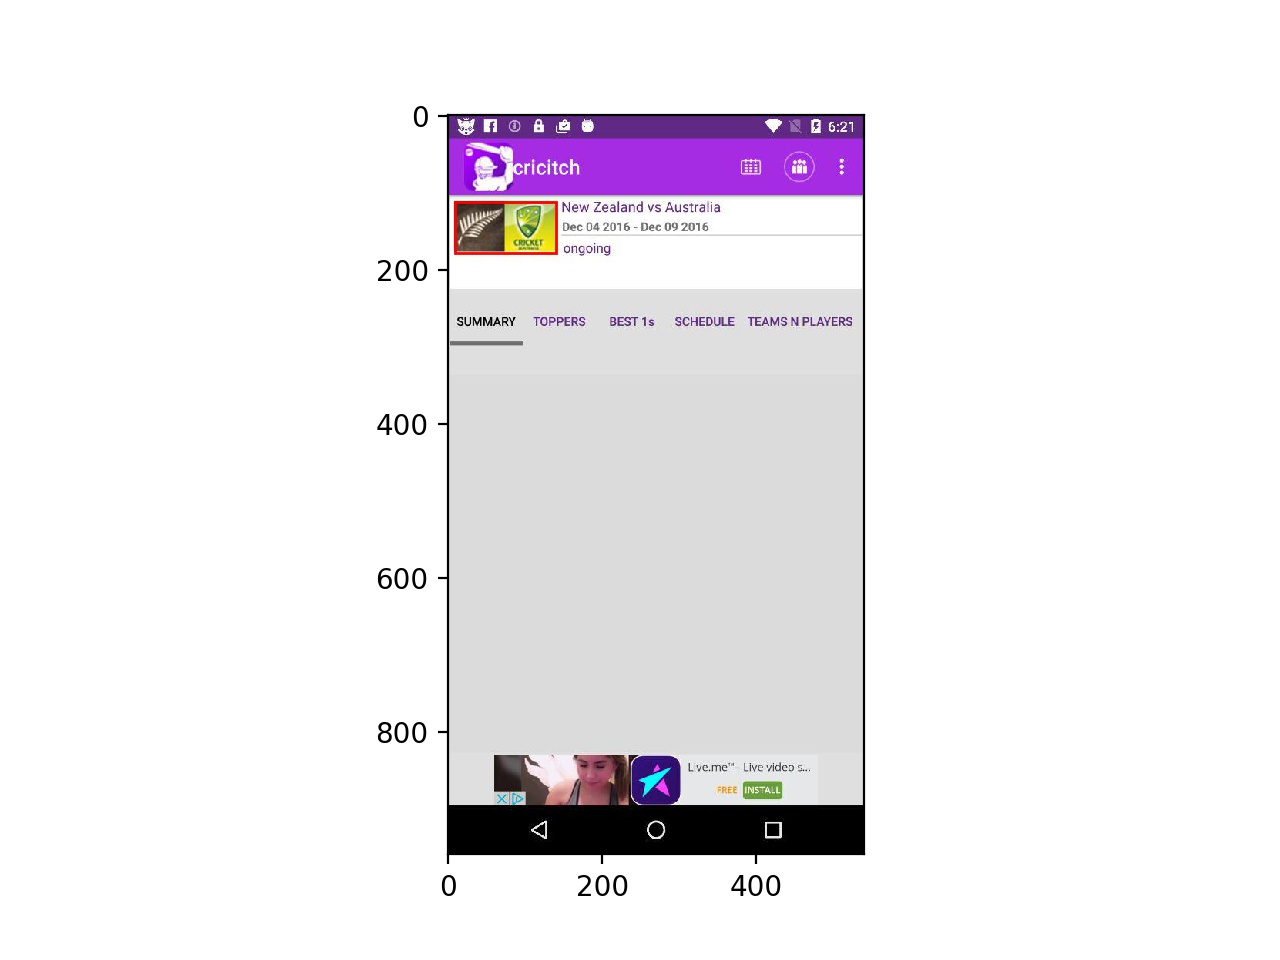 0
200
400
600
800
6:21
cricitch
CRICKET
New Zealand vs Australia
Dec 04 2016 - Dec 09 2016
ongoing
SUMMARY TOPPERS BEST 1s SCHEDULE TEAMS N PLAYERS
Live.me™ - Live video s...
FREE INSTALL
0 200 400